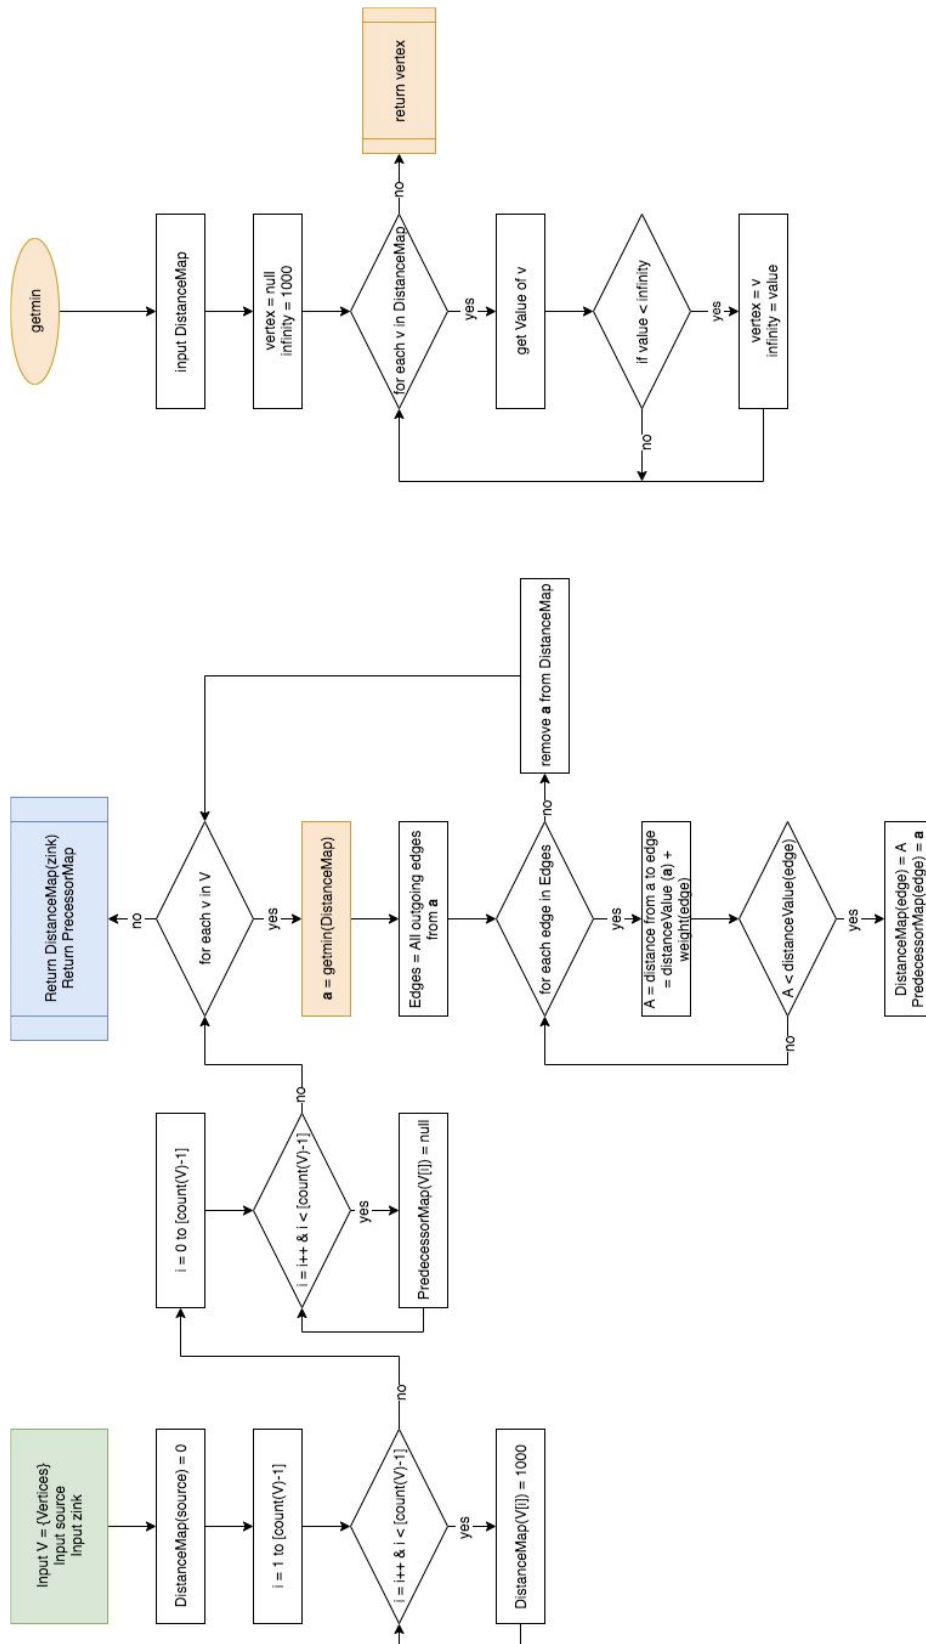 Input V = {Vertices}
Input source
Input zink
DistanceMap(source) = 0
i = 1 to [count(V)-1]
i = i++ & i < [count(V)-1]
no
yes
DistanceMap(V[i]) = 1000
i = 0 to [count(V)-1]
i = i++ & i < [count(V)-1]
no
yes
PredecessorMap(V[i]) = null
Return DistanceMap(zink)
Return PrecessorMap
no
for each v in V
yes
a = getmin(DistanceMap)
Edges = All outgoing edges
from a
for each edge in Edges
no
remove a from DistanceMap
yes
A = distance from a to edge
= distanceValue (a) +
weight(edge)
A < distanceValue(edge)
no
yes
DistanceMap(edge) = A
PredecessorMap(edge) = a
getmin
input DistanceMap
vertex = null
infinity = 1000
for each v in DistanceMap
no
return vertex
yes
get Value of v
if value < infinity
no
yes
vertex = v
infinity = value